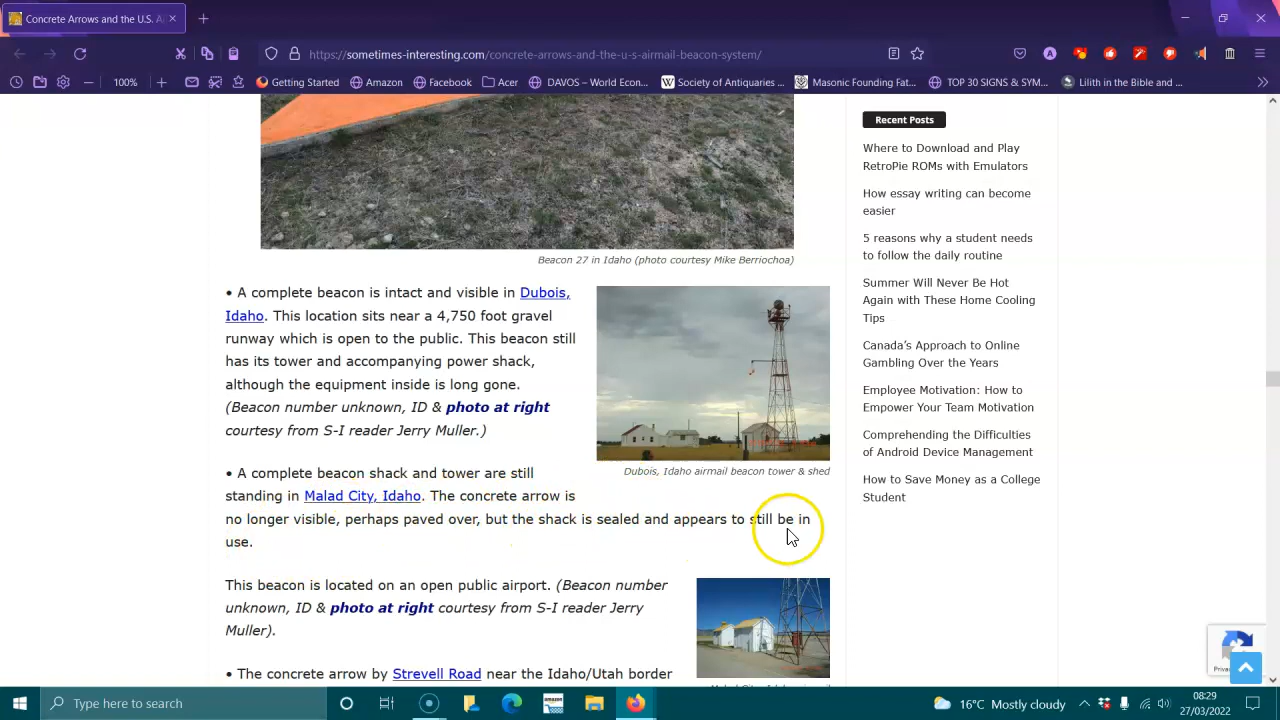 Concrete Arrows and the U.S. Ai
https://sometimes-interesting.com/concrete-arrows-and-the-u-s-airmail-beacon-system/
100%
Getting Started
Amazon
Facebook
Acer
DAVOS – World Econ...
Society of Antiquaries ...
Masonic Founding Fat...
TOP 30 SIGNS & SYM...
Lilith in the Bible and ...
Beacon 27 in Idaho (photo courtesy Mike Berriochoa)
• A complete beacon is intact and visible in Dubois,
Idaho. This location sits near a 4,750 foot gravel
runway which is open to the public. This beacon still
has its tower and accompanying power shack,
although the equipment inside is long gone.
(Beacon number unknown, ID & photo at right
courtesy from S-I reader Jerry Muller.)
Dubois, Idaho airmail beacon tower & shed
• A complete beacon shack and tower are still
standing in Malad City, Idaho. The concrete arrow is
no longer visible, perhaps paved over, but the shack is sealed and appears to still be in
use.
This beacon is located on an open public airport. (Beacon number
unknown, ID & photo at right courtesy from S-I reader Jerry
Muller).
• The concrete arrow by Strevell Road near the Idaho/Utah border
Recent Posts
Where to Download and Play
RetroPie ROMs with Emulators
How essay writing can become
easier
5 reasons why a student needs
to follow the daily routine
Summer Will Never Be Hot
Again with These Home Cooling
Tips
Canada's Approach to Online
Gambling Over the Years
Employee Motivation: How to
Empower Your Team Motivation
Comprehending the Difficulties
of Android Device Management
How to Save Money as a College
Student
Type here to search
16°C Mostly cloudy
08:29
27/03/2022